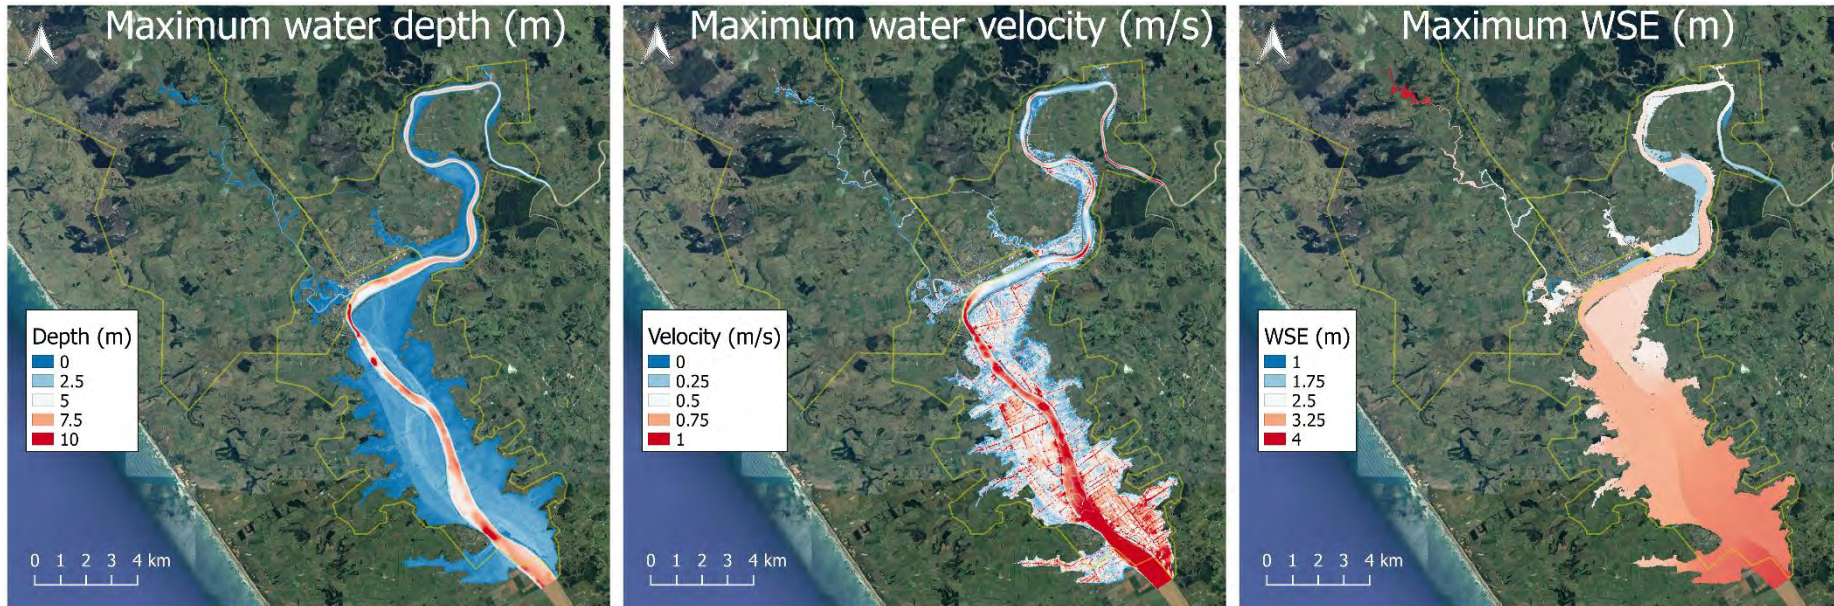 Maximum water depth (m)
Depth (m)
0
2.5
5
7.5
10
0 1 2 3 4 km
Maximum water velocity (m/s)
Velocity (m/s)
0
0.25
0.5
0.75
1
0 1 2 3 4 km
Maximum WSE (m)
WSE (m)
1
1.75
2.5
3.25
4
0 1 2 3 4 km